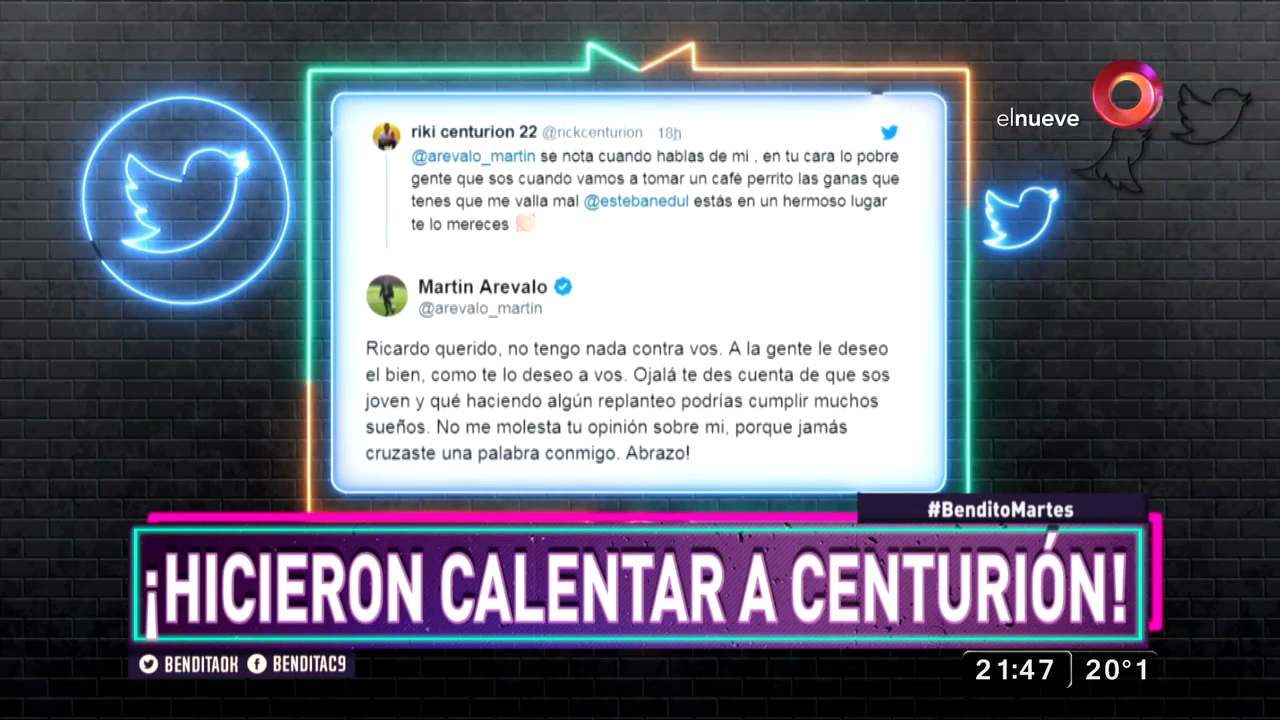 elnueve
riki centurion 22 @rickcenturion · 18h
@arevalo_martin se nota cuando hablas de mi , en tu cara lo pobre
gente que sos cuando vamos a tomar un café perrito las ganas que
tenes que me valla mal @estebanedul estás en un hermoso lugar
te lo mereces
Martin Arevalo
@arevalo_martin
Ricardo querido, no tengo nada contra vos. A la gente le deseo
el bien, como te lo deseo a vos. Ojalá te des cuenta de que sos
joven y qué haciendo algún replanteo podrías cumplir muchos
sueños. No me molesta tu opinión sobre mi, porque jamás
cruzaste una palabra conmigo. Abrazo!
#BenditoMartes
¡HICIERON CALENTAR A CENTURIÓN!
BENDITAOK BENDITAC9
21:47 20°1